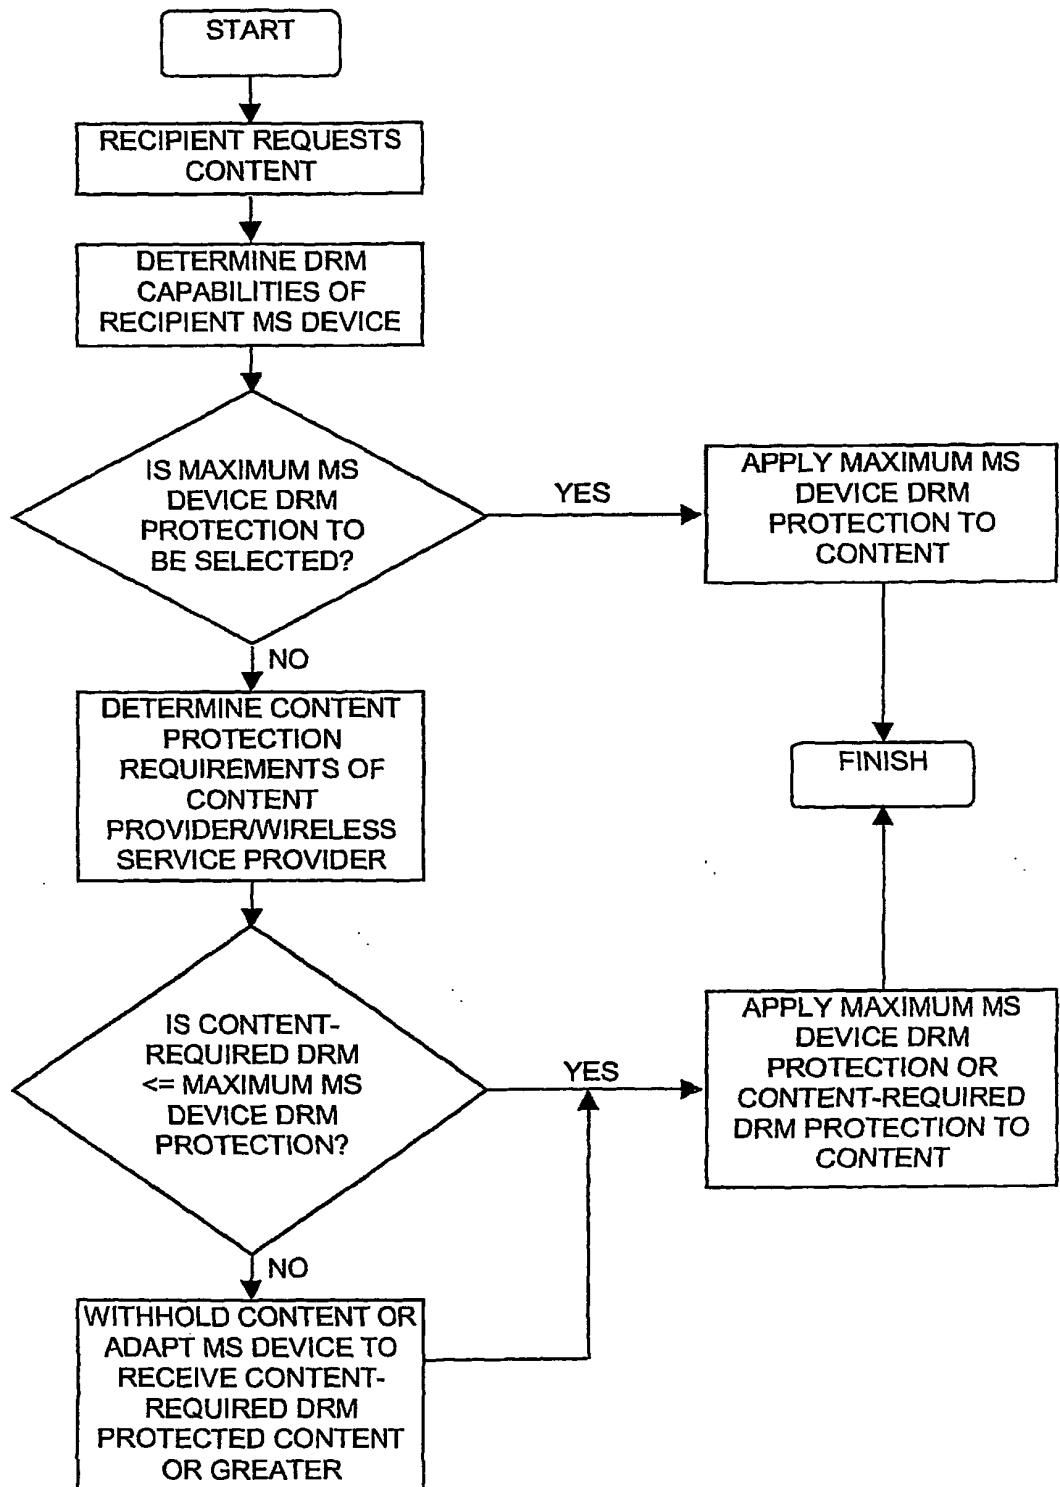 START
RECIPIENT REQUESTS
CONTENT
DETERMINE DRM
CAPABILITIES OF
RECIPIENT MS DEVICE
IS MAXIMUM MS
DEVICE DRM
PROTECTION TO
BE SELECTED?
YES
APPLY MAXIMUM MS
DEVICE DRM
PROTECTION TO
CONTENT
NO
DETERMINE CONTENT
PROTECTION
REQUIREMENTS OF
CONTENT
PROVIDER/WIRELESS
SERVICE PROVIDER
FINISH
IS CONTENT-
REQUIRED DRM
<= MAXIMUM MS
DEVICE DRM
PROTECTION?
YES
APPLY MAXIMUM MS
DEVICE DRM
PROTECTION OR
CONTENT-REQUIRED
DRM PROTECTION TO
CONTENT
NO
WITHHOLD CONTENT OR
ADAPT MS DEVICE TO
RECEIVE CONTENT-
REQUIRED DRM
PROTECTED CONTENT
OR GREATER